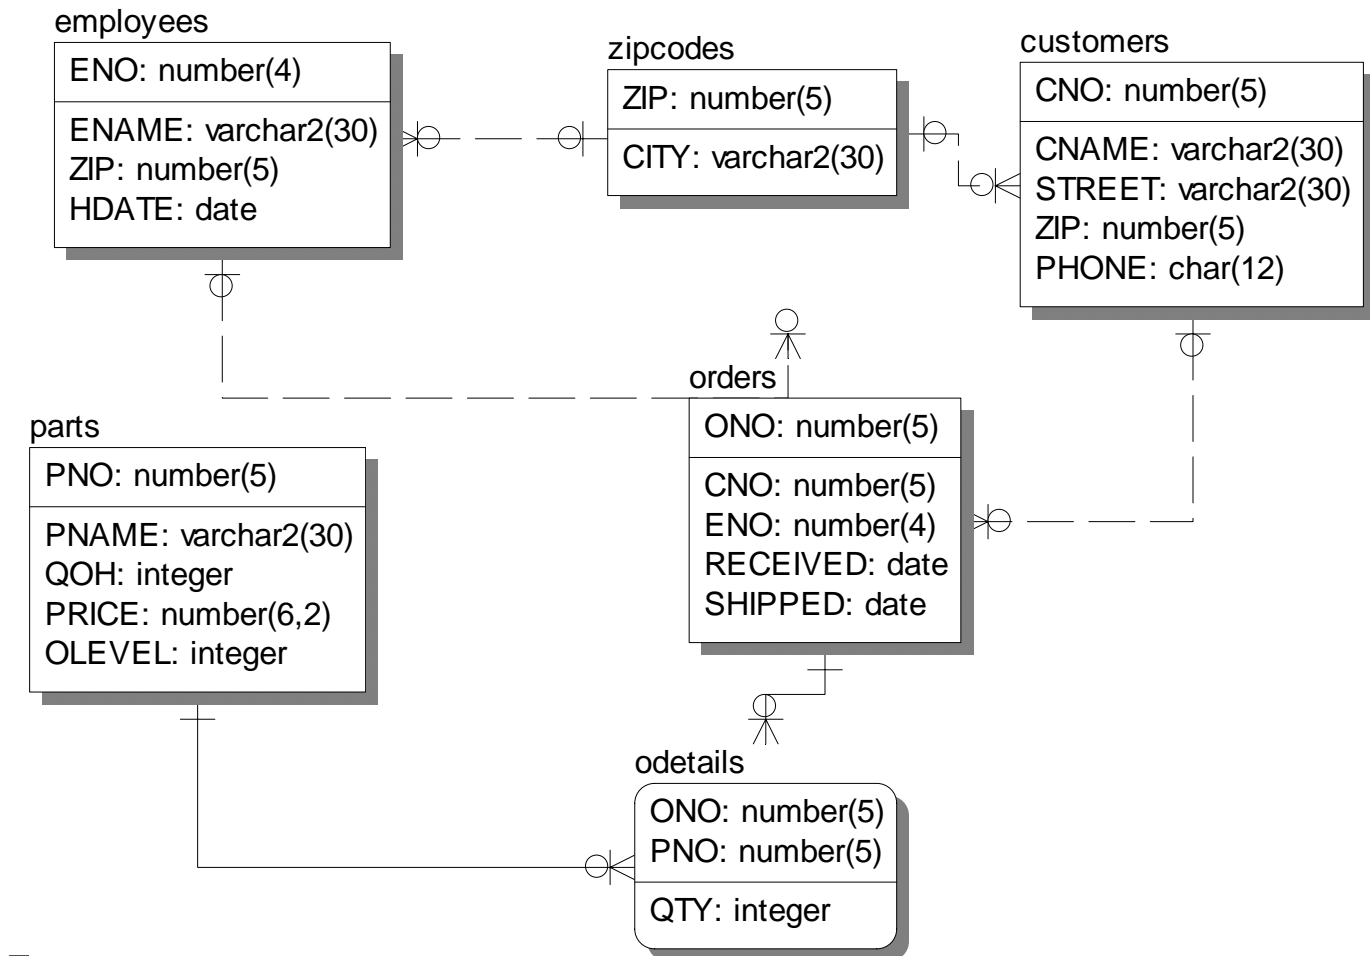 employees
ENO: number(4)
ENAME: varchar2(30)
ZIP: number(5)
HDATE: date
zipcodes
ZIP: number(5)
CITY: varchar2(30)
customers
CNO: number(5)
CNAME: varchar2(30)
STREET: varchar2(30)
ZIP: number(5)
PHONE: char(12)
parts
PNO: number(5)
PNAME: varchar2(30)
QOH: integer
PRICE: number(6,2)
OLEVEL: integer
orders
ONO: number(5)
CNO: number(5)
ENO: number(4)
RECEIVED: date
SHIPPED: date
odetails
ONO: number(5)
PNO: number(5)
QTY: integer